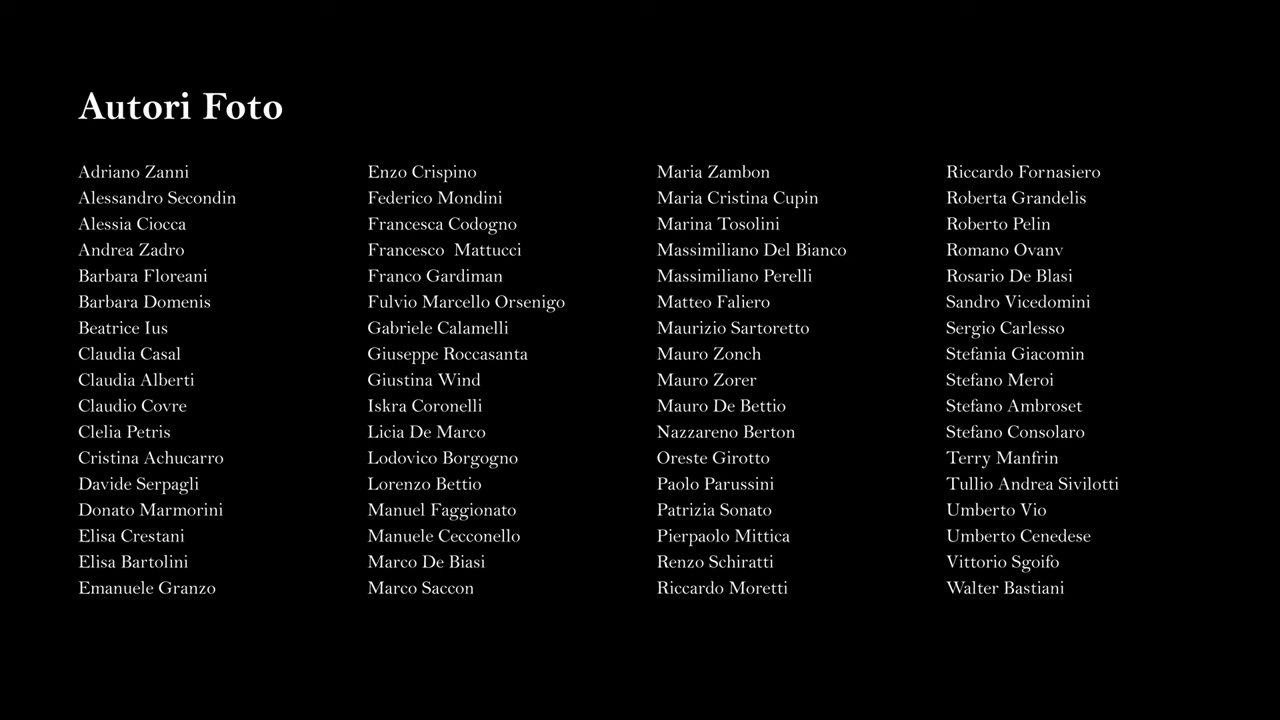 Autori Foto
Adriano Zanni
Alessandro Secondin
Alessia Ciocca
Andrea Zadro
Barbara Floreani
Barbara Domenis
Beatrice Ius
Claudia Casal
Claudia Alberti
Claudio Covre
Clelia Petris
Cristina Achucarro
Davide Serpagli
Donato Marmorini
Elisa Crestani
Elisa Bartolini
Emanuele Granzo
Enzo Crispino
Federico Mondini
Francesca Codogno
Francesco  Mattucci
Franco Gardiman
Fulvio Marcello Orsenigo
Gabriele Calamelli
Giuseppe Roccasanta
Giustina Wind
Iskra Coronelli
Licia De Marco
Lodovico Borgogno
Lorenzo Bettio
Manuel Faggionato
Manuele Cecconello
Marco De Biasi
Marco Saccon
Maria Zambon
Maria Cristina Cupin
Marina Tosolini
Massimiliano Del Bianco
Massimiliano Perelli
Matteo Faliero
Maurizio Sartoretto
Mauro Zonch
Mauro Zorer
Mauro De Bettio
Nazzareno Berton
Oreste Girotto
Paolo Parussini
Patrizia Sonato
Pierpaolo Mittica
Renzo Schiratti
Riccardo Moretti
Riccardo Fornasiero
Roberta Grandelis
Roberto Pelin
Romano Ovanv
Rosario De Blasi
Sandro Vicedomini
Sergio Carlesso
Stefania Giacomin
Stefano Meroi
Stefano Ambroset
Stefano Consolaro
Terry Manfrin
Tullio Andrea Sivilotti
Umberto Vio
Umberto Cenedese
Vittorio Sgoifo
Walter Bastiani